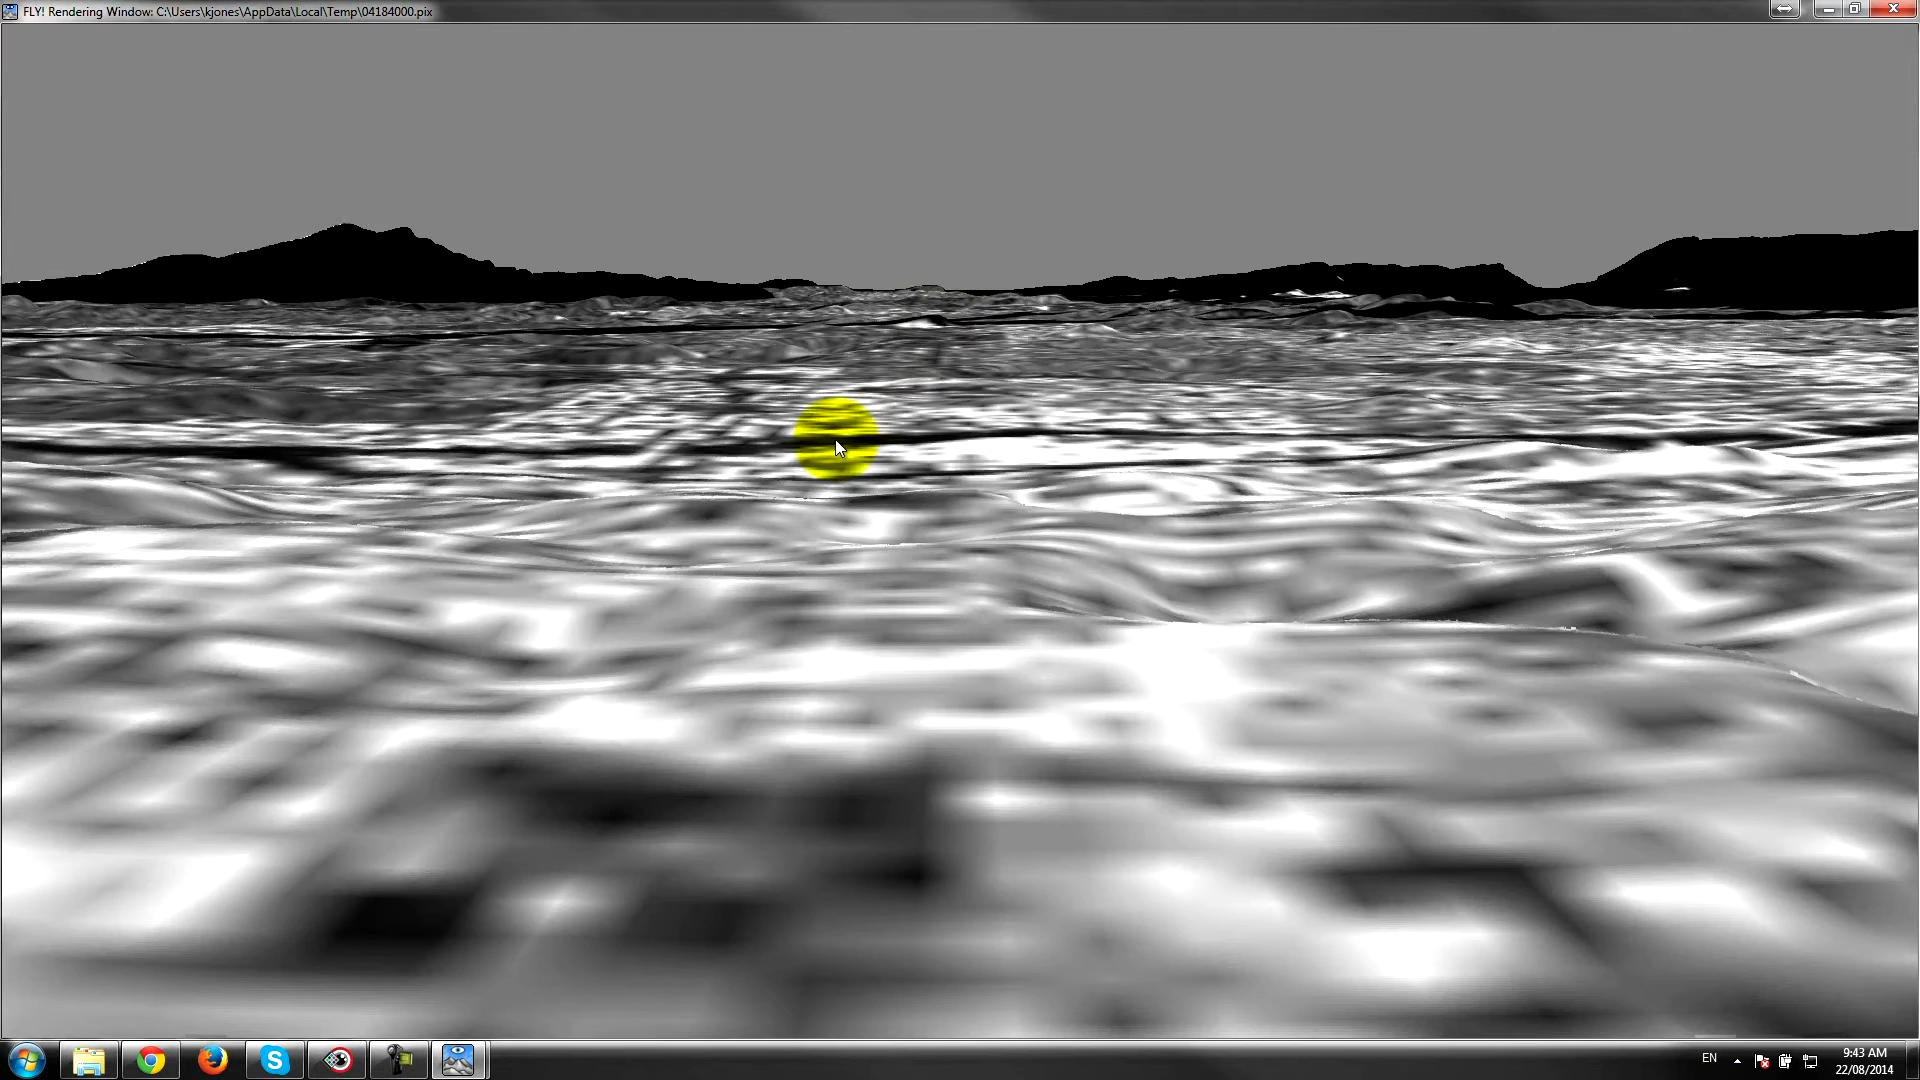 FLY! Rendering Window: C:\Users\kjones\AppData\Local\Temp\04184000.pix
EN
9:43 AM
22/08/2014